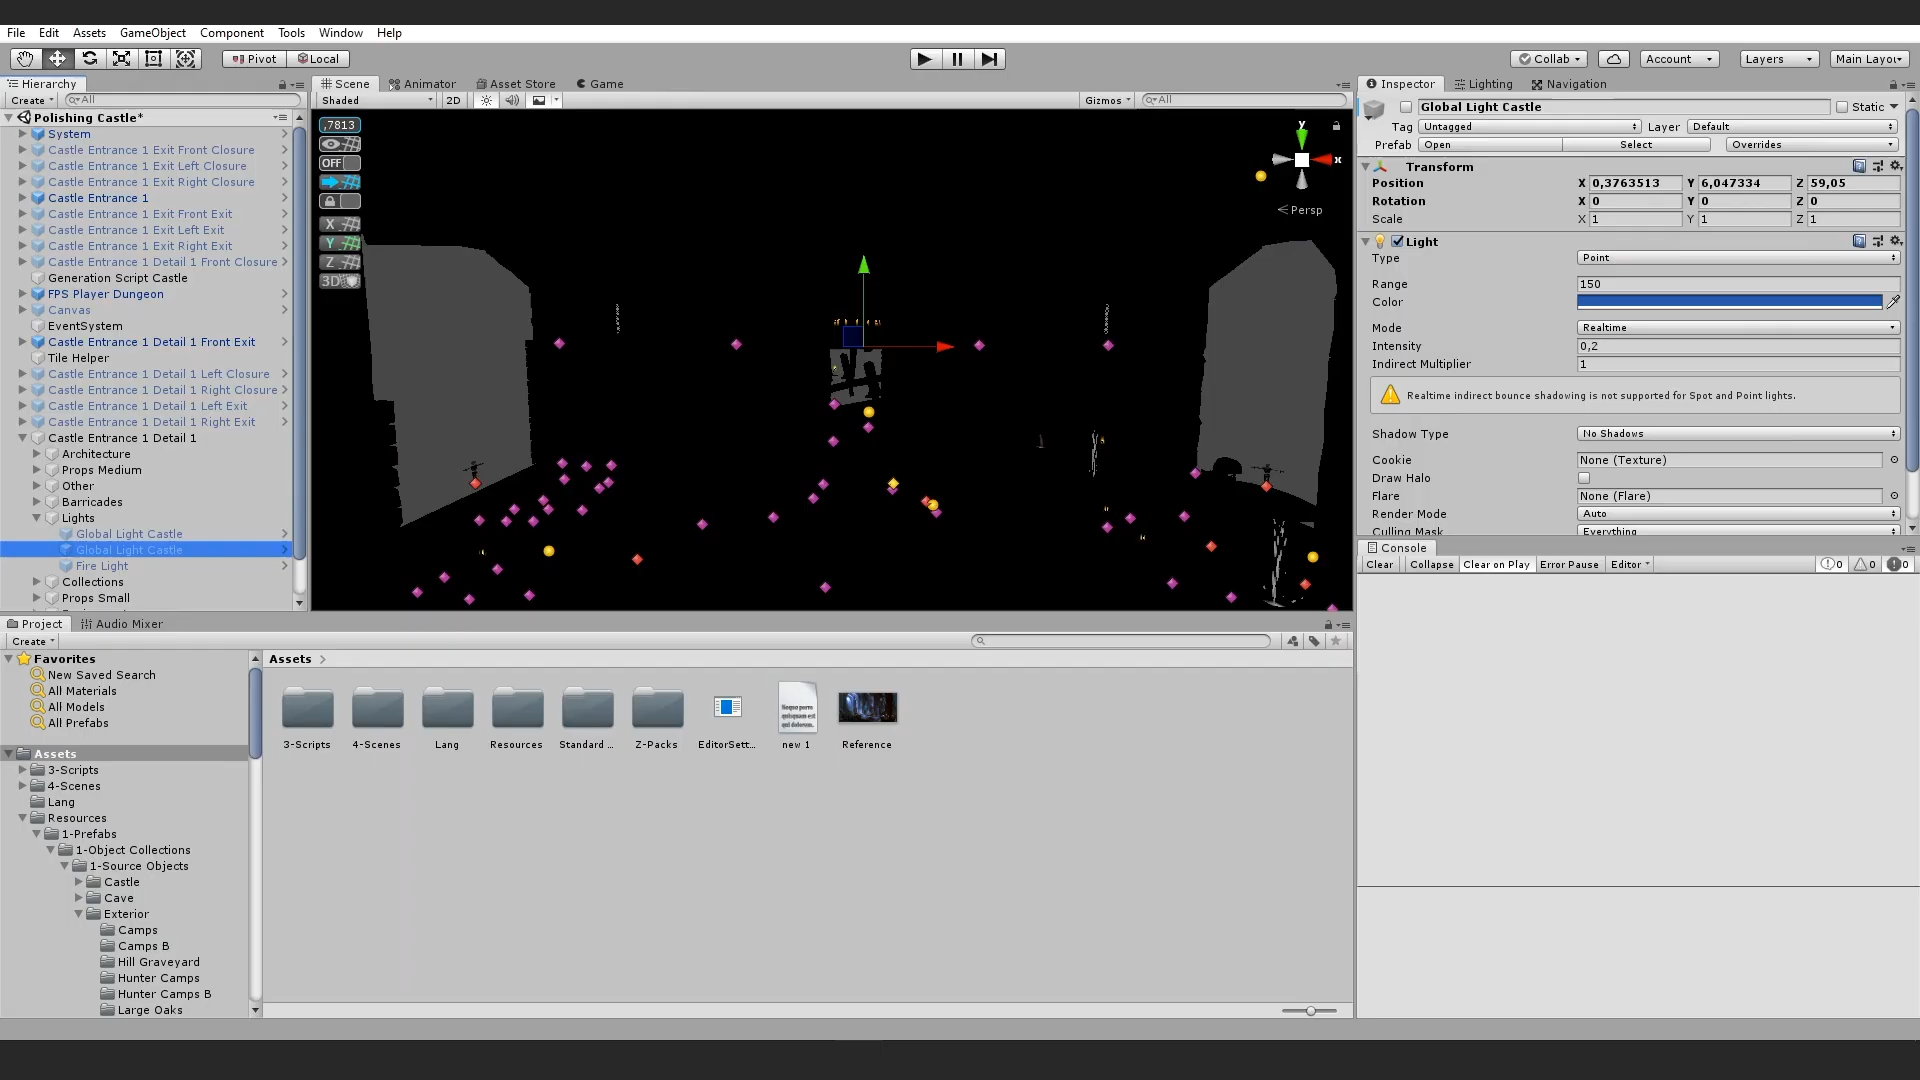 File Edit Assets GameObject Component Tools Window Help
Pivot Local Collab Account Layers Main Layou
Hierarchy Scene Animator Asset Store Game Inspector Lighting Navigation
Create All Shaded 2D Gizmos All Global Light Castle Static
Polishing Castle*
System
Castle Entrance 1 Exit Front Closure
Castle Entrance 1 Exit Left Closure
Castle Entrance 1 Exit Right Closure
Castle Entrance 1
Castle Entrance 1 Exit Front Exit
Castle Entrance 1 Exit Left Exit
Castle Entrance 1 Exit Right Exit
Castle Entrance 1 Detail 1 Front Closure
Generation Script Castle
FPS Player Dungeon
Canvas
EventSystem
Castle Entrance 1 Detail 1 Front Exit
Tile Helper
Castle Entrance 1 Detail 1 Left Closure
Castle Entrance 1 Detail 1 Right Closure
Castle Entrance 1 Detail 1 Left Exit
Castle Entrance 1 Detail 1 Right Exit
Castle Entrance 1 Detail 1
Architecture
Props Medium
Other
Barricades
Lights
Global Light Castle
Global Light Castle
Fire Light
Collections
Props Small
,7813
OFF
X
Y
Z
3D
y
x
Persp
Tag Untagged Layer Default
Prefab Open Select Overrides
Transform
Position X 0,3763513 Y 6,047334 Z 59,05
Rotation X 0 Y 0 Z 0
Scale X 1 Y 1 Z 1
Light
Type Point
Range 150
Color
Mode Realtime
Intensity 0,2
Indirect Multiplier 1
Realtime indirect bounce shadowing is not supported for Spot and Point lights.
Shadow Type No Shadows
Cookie None (Texture)
Draw Halo
Flare None (Flare)
Render Mode Auto
Culling Mask Everything
Console
Clear Collapse Clear on Play Error Pause Editor 0 0 0
Project Audio Mixer
Create
Favorites
New Saved Search
All Materials
All Models
All Prefabs
Assets
3-Scripts
4-Scenes
Lang
Resources
1-Prefabs
1-Object Collections
1-Source Objects
Castle
Cave
Exterior
Camps
Camps B
Hill Graveyard
Hunter Camps
Hunter Camps B
Large Oaks
Assets
3-Scripts 4-Scenes Lang Resources Standard ... Z-Packs EditorSett... new 1 Reference